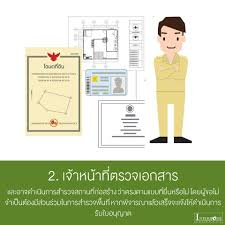 โฉนดที่ดิน
2. เจ้าหน้าที่ตรวจเอกสาร
และอาจดำเนินการสำรวจสถานที่ก่อสร้าง ว่าตรงตามแบบที่ยื่นหรือไม่ โดยผู้ขอไม่
จำเป็นต้องมีส่วนร่วมในการสำรวจพื้นที่ หากพิจารณาแล้วเสร็จจะแจ้งให้ดำเนินการ
รับใบอนุญาต